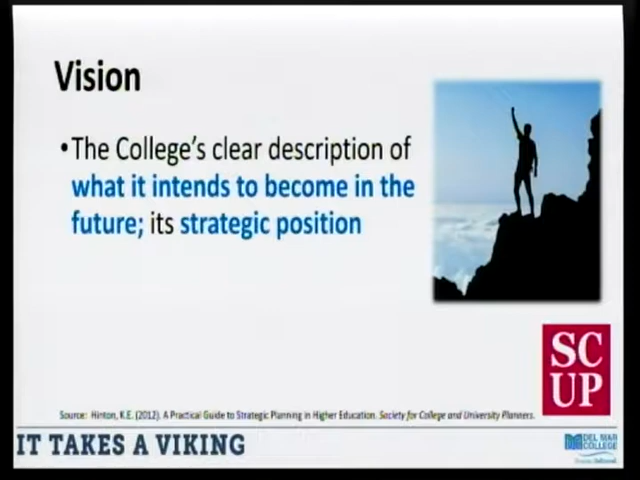 Vision
•The College's clear description of
what it intends to become in the
future; its strategic position
SC
UP
Source: Hinton, K.E. (2012). A Practical Guide to Strategic Planning in Higher Education. Society for College and University Planners.
IT TAKES A VIKING
DEL MAR
COLLEGE